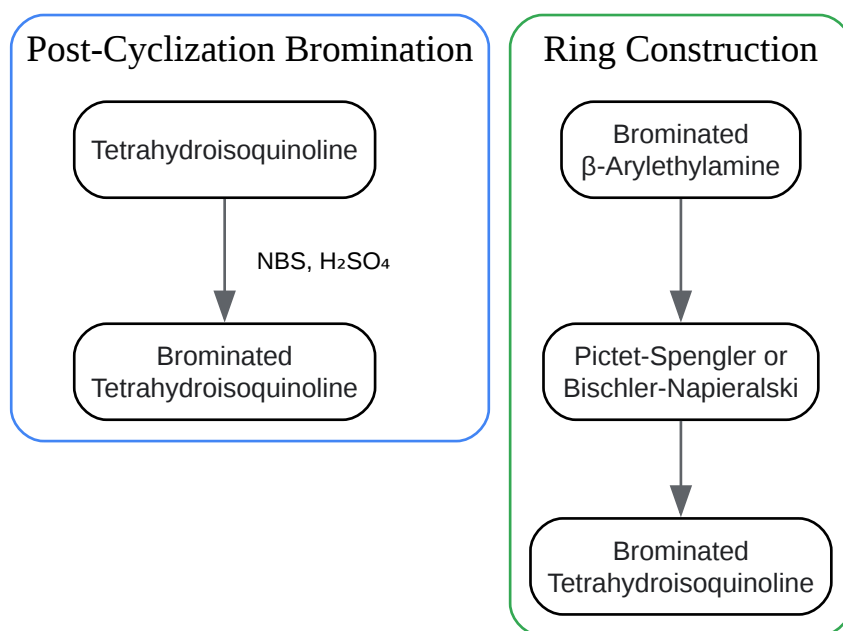 Post-Cyclization Bromination
Tetrahydroisoquinoline
NBS, H₂SO₄
Brominated
Tetrahydroisoquinoline
Ring Construction
Brominated
β-Arylethylamine
Pictet-Spengler or
Bischler-Napieralski
Brominated
Tetrahydroisoquinoline